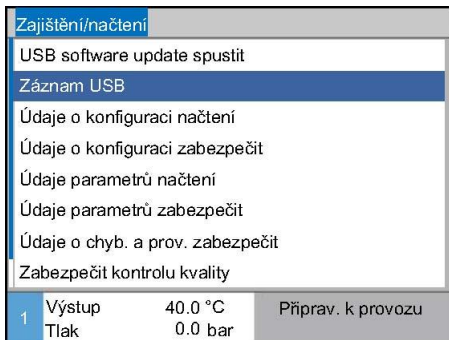 Zajištění/načtení
USB software update spustit
Záznam USB
Údaje o konfiguraci načtení
Údaje o konfiguraci zabezpečit
Údaje parametrů načtení
Údaje parametrů zabezpečit
Údaje o chyb. a prov. zabezpečit
Zabezpečit kontrolu kvality
1 Výstup 40.0 °C Připrav. k provozu
Tlak 0.0 bar